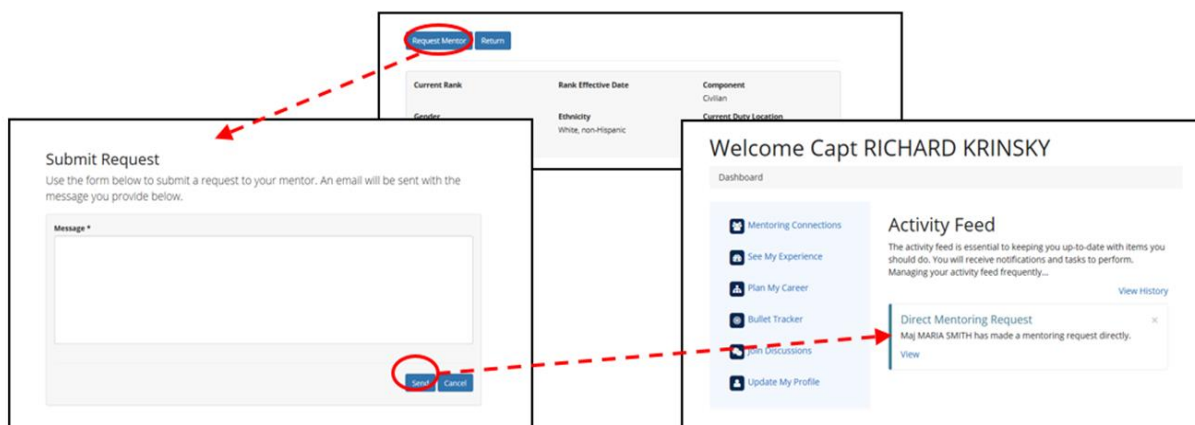 Request Mentor Return
Current Rank Rank Effective Date Component
Civilian
Gender Ethnicity Current Duty Location
White, non-Hispanic
Submit Request
Use the form below to submit a request to your mentor. An email will be sent with the
message you provide below.
Message *
Send Cancel
Welcome Capt RICHARD KRINSKY
Dashboard
Mentoring Connections
See My Experience
Plan My Career
Bullet Tracker
Join Discussions
Update My Profile
Activity Feed
The activity feed is essential to keeping you up-to-date with items you
should do. You will receive notifications and tasks to perform.
Managing your activity feed frequently...
View History
Direct Mentoring Request ×
Maj MARIA SMITH has made a mentoring request directly.
View